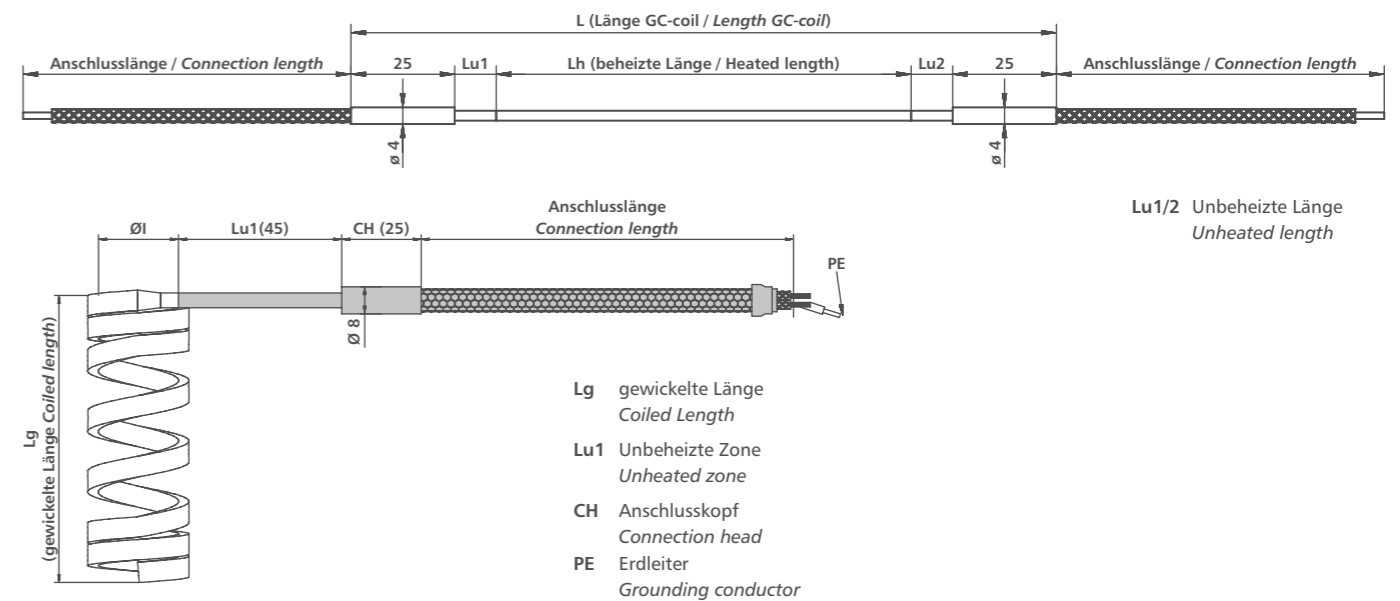 L (Länge GC-coil / Length GC-coil)
Anschlusslänge / Connection length
25
Lu1
Lh (beheizte Länge / Heated length)
Lu2
25
Anschlusslänge / Connection length
ø 4
ø 4
Lu1/2 Unbeheizte Länge
Unheated length
ØI
Lu1(45)
CH (25)
Anschlusslänge
Connection length
PE
Ø 8
Lg
(gewickelte Länge Coiled length)
Lg gewickelte Länge
Coiled Length
Lu1 Unbeheizte Zone
Unheated zone
CH Anschlusskopf
Connection head
PE Erdleiter
Grounding conductor